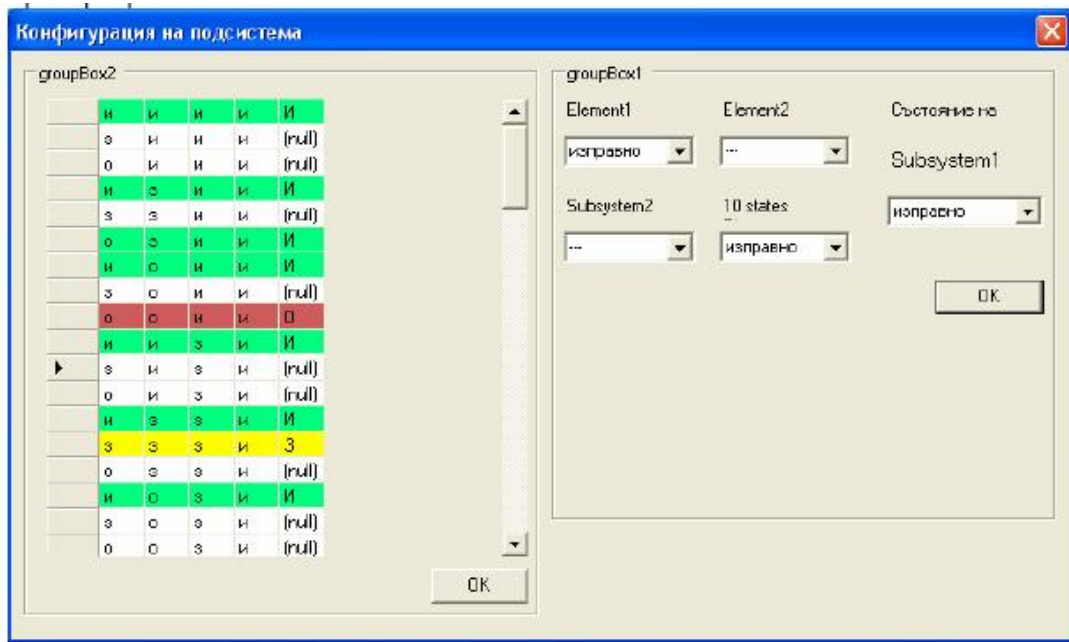 Конфигурация на подсистема
groupBox2
и и и и И
з и и и (null)
о и и и (null)
и з и и И
з з и и (null)
о з и и И
и о и и И
з о и и (null)
о о и и О
и и з и И
з и з и (null)
о и з и (null)
и з з и И
з з з и З
о з з и (null)
и о з и И
з о з и (null)
о о з и (null)
OK
groupBox1
Element1 Element2 Състояние на
изправно --- Subsystem1
Subsystem2 10 states изправно
--- изправно
OK